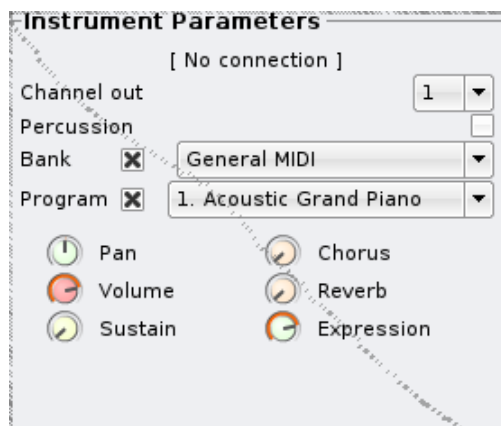 Instrument Parameters
[ No connection ]
Channel out 1
Percussion
Bank General MIDI
Program 1. Acoustic Grand Piano
Pan Chorus
Volume Reverb
Sustain Expression